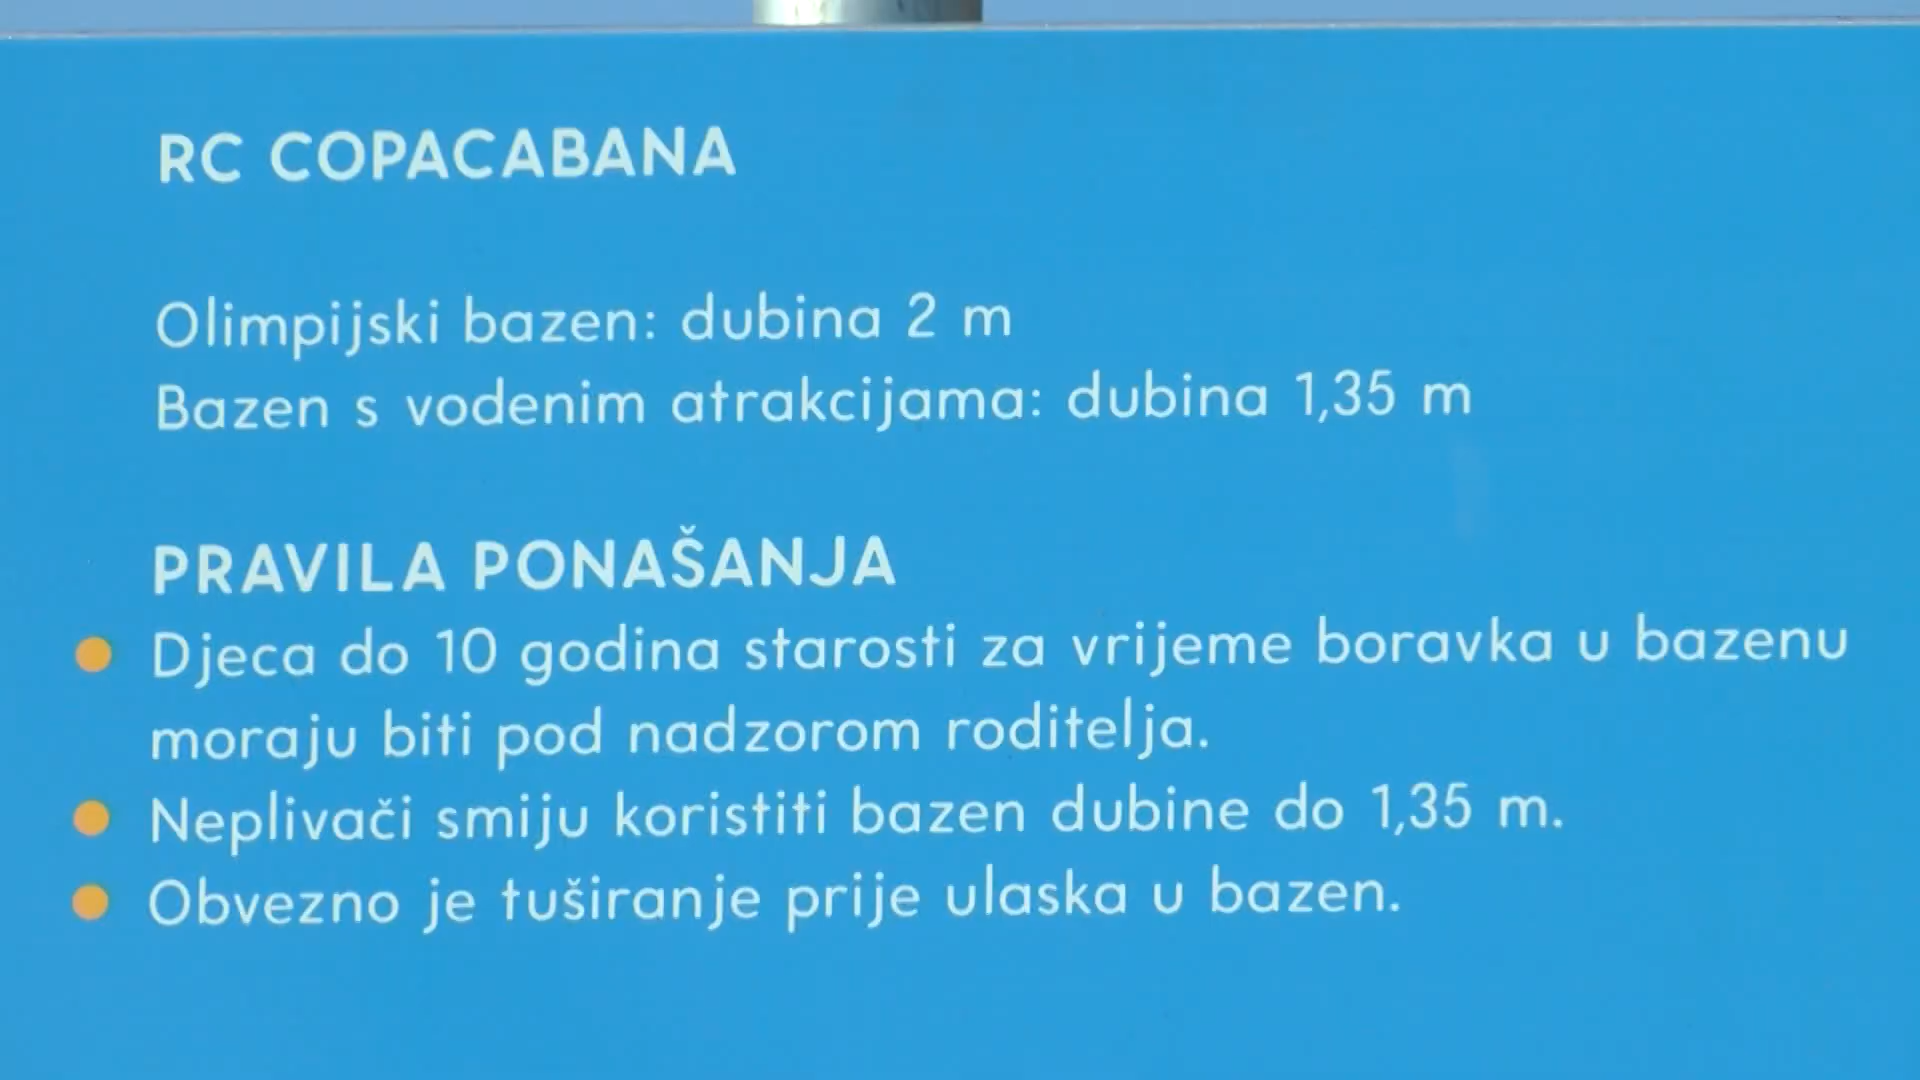 RC COPACABANA
Olimpijski bazen: dubina 2 m
Bazen s vodenim atrakcijama: dubina 1,35 m
PRAVILA PONAŠANJA
Djeca do 10 godina starosti za vrijeme boravka u bazenu
moraju biti pod nadzorom roditelja.
Neplivači smiju koristiti bazen dubine do 1,35 m.
Obvezno je tuširanje prije ulaska u bazen.